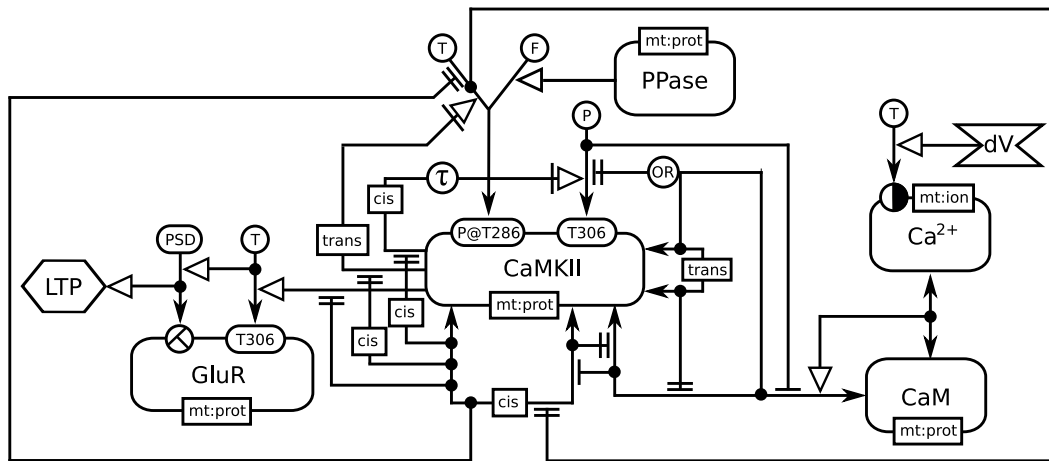 T
F
mt:prot
PPase
P
T
dV
τ
OR
cis
mt:ion
Ca2+
trans
P@T286
T306
CaMKII
trans
mt:prot
PSD
T
LTP
cis
cis
T306
GluR
mt:prot
cis
CaM
mt:prot